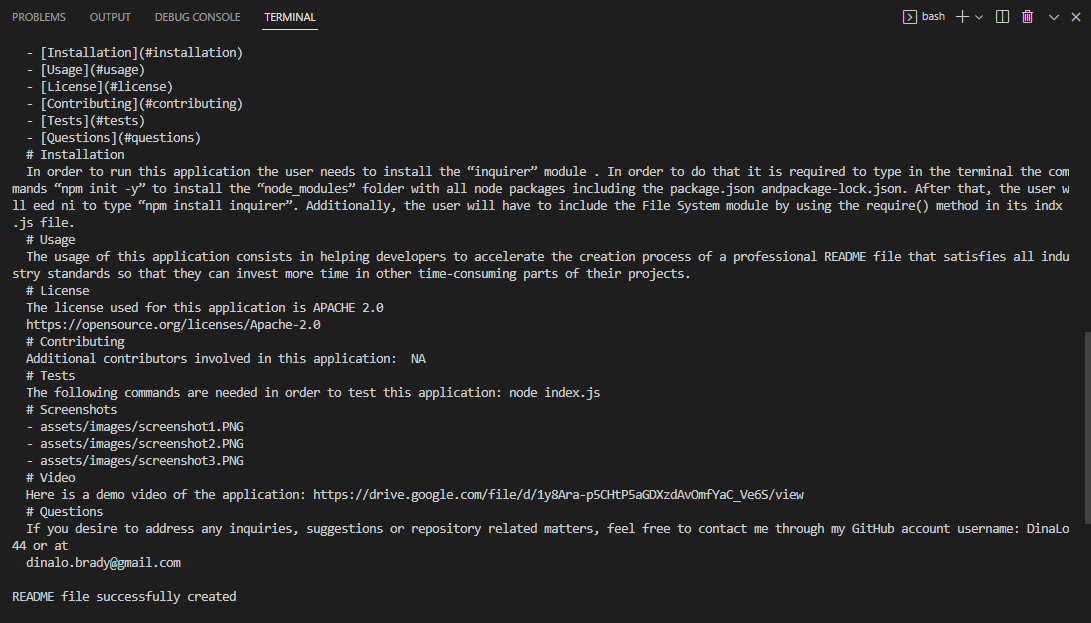 PROBLEMS OUTPUT DEBUG CONSOLE TERMINAL bash
- [Installation](#installation)
- [Usage](#usage)
- [License](#license)
- [Contributing](#contributing)
- [Tests](#tests)
- [Questions](#questions)
# Installation
In order to run this application the user needs to install the “inquirer” module . In order to do that it is required to type in the terminal the com
mands “npm init -y” to install the “node_modules” folder with all node packages including the package.json andpackage-lock.json. After that, the user w
ll eed ni to type “npm install inquirer”. Additionally, the user will have to include the File System module by using the require() method in its indx
.js file.
# Usage
The usage of this application consists in helping developers to accelerate the creation process of a professional README file that satisfies all indu
stry standards so that they can invest more time in other time-consuming parts of their projects.
# License
The license used for this application is APACHE 2.0
https://opensource.org/licenses/Apache-2.0
# Contributing
Additional contributors involved in this application:  NA
# Tests
The following commands are needed in order to test this application: node index.js
# Screenshots
- assets/images/screenshot1.PNG
- assets/images/screenshot2.PNG
- assets/images/screenshot3.PNG
# Video
Here is a demo video of the application: https://drive.google.com/file/d/1y8Ara-p5CHtP5aGDXzdAvOmfYaC_Ve6S/view
# Questions
If you desire to address any inquiries, suggestions or repository related matters, feel free to contact me through my GitHub account username: DinaLo
44 or at
dinalo.brady@gmail.com
README file successfully created